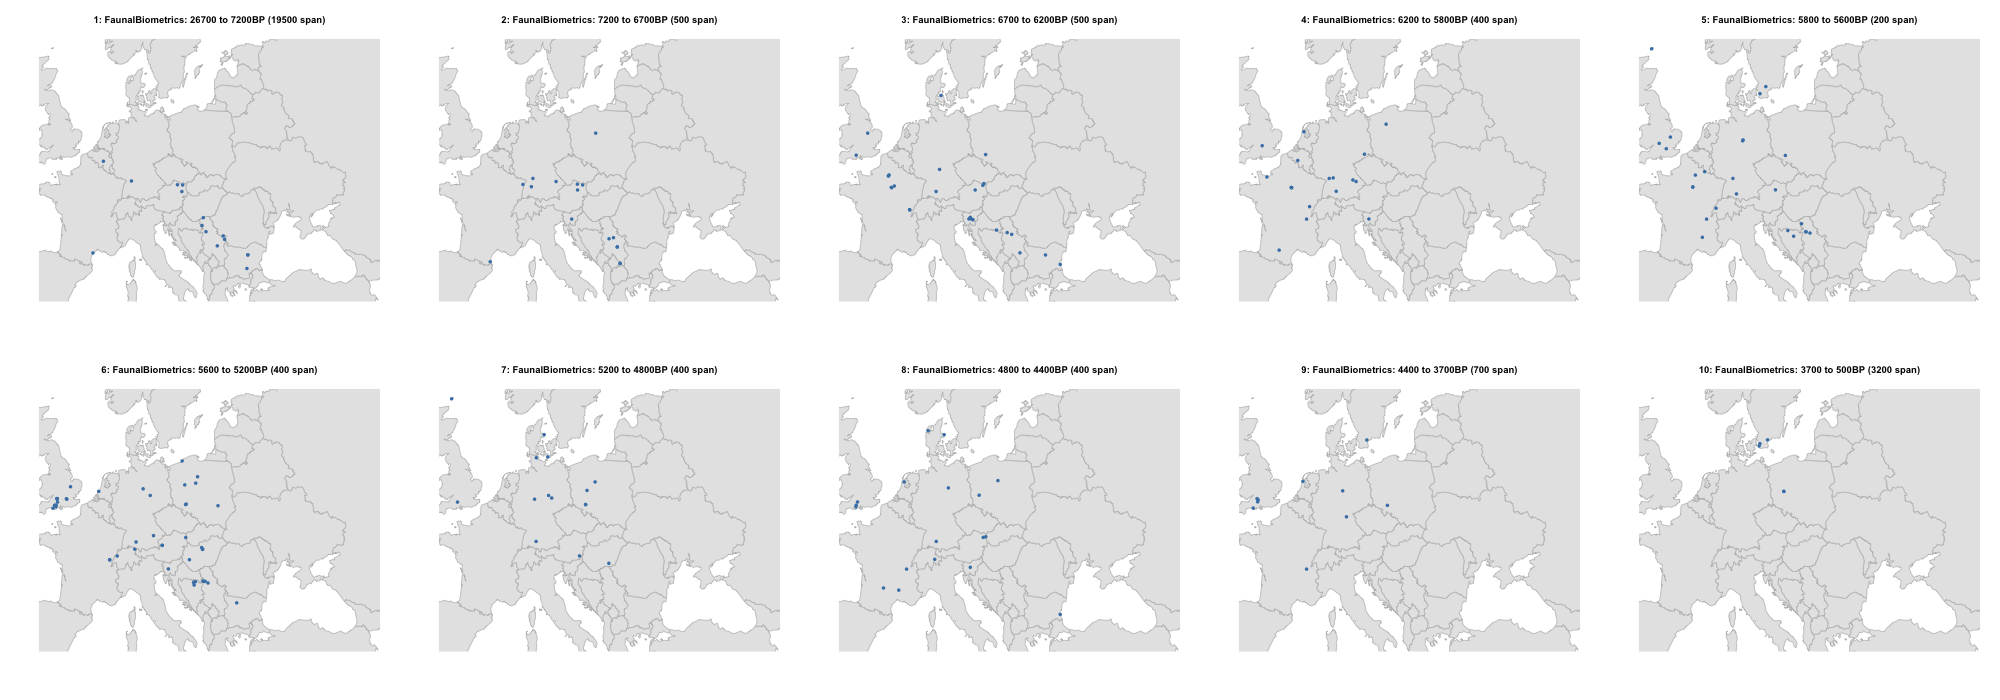 1: FaunalBiometrics: 26700 to 7200BP (19500 span)
2: FaunalBiometrics: 7200 to 6700BP (500 span)
3: FaunalBiometrics: 6700 to 6200BP (500 span)
4: FaunalBiometrics: 6200 to 5800BP (400 span)
5: FaunalBiometrics: 5800 to 5600BP (200 span)
6: FaunalBiometrics: 5600 to 5200BP (400 span)
7: FaunalBiometrics: 5200 to 4800BP (400 span)
8: FaunalBiometrics: 4800 to 4400BP (400 span)
9: FaunalBiometrics: 4400 to 3700BP (700 span)
10: FaunalBiometrics: 3700 to 500BP (3200 span)